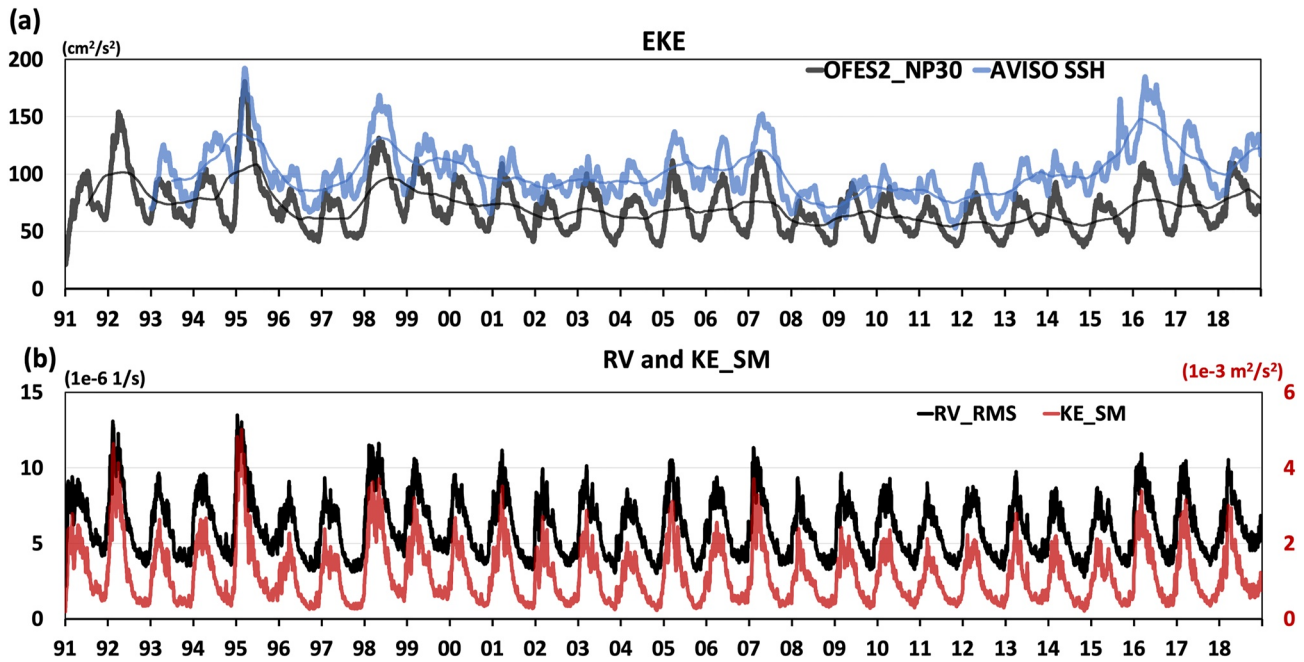 (a)
(cm²/s²)
EKE
200
OFES2_NP30 AVISO SSH
150
100
50
0
91 92 93 94 95 96 97 98 99 00 01 02 03 04 05 06 07 08 09 10 11 12 13 14 15 16 17 18
(b)
RV and KE_SM
(1e-6 1/s)
(1e-3 m²/s²)
15 6
RV_RMS KE_SM
10 4
5 2
0 0
91 92 93 94 95 96 97 98 99 00 01 02 03 04 05 06 07 08 09 10 11 12 13 14 15 16 17 18